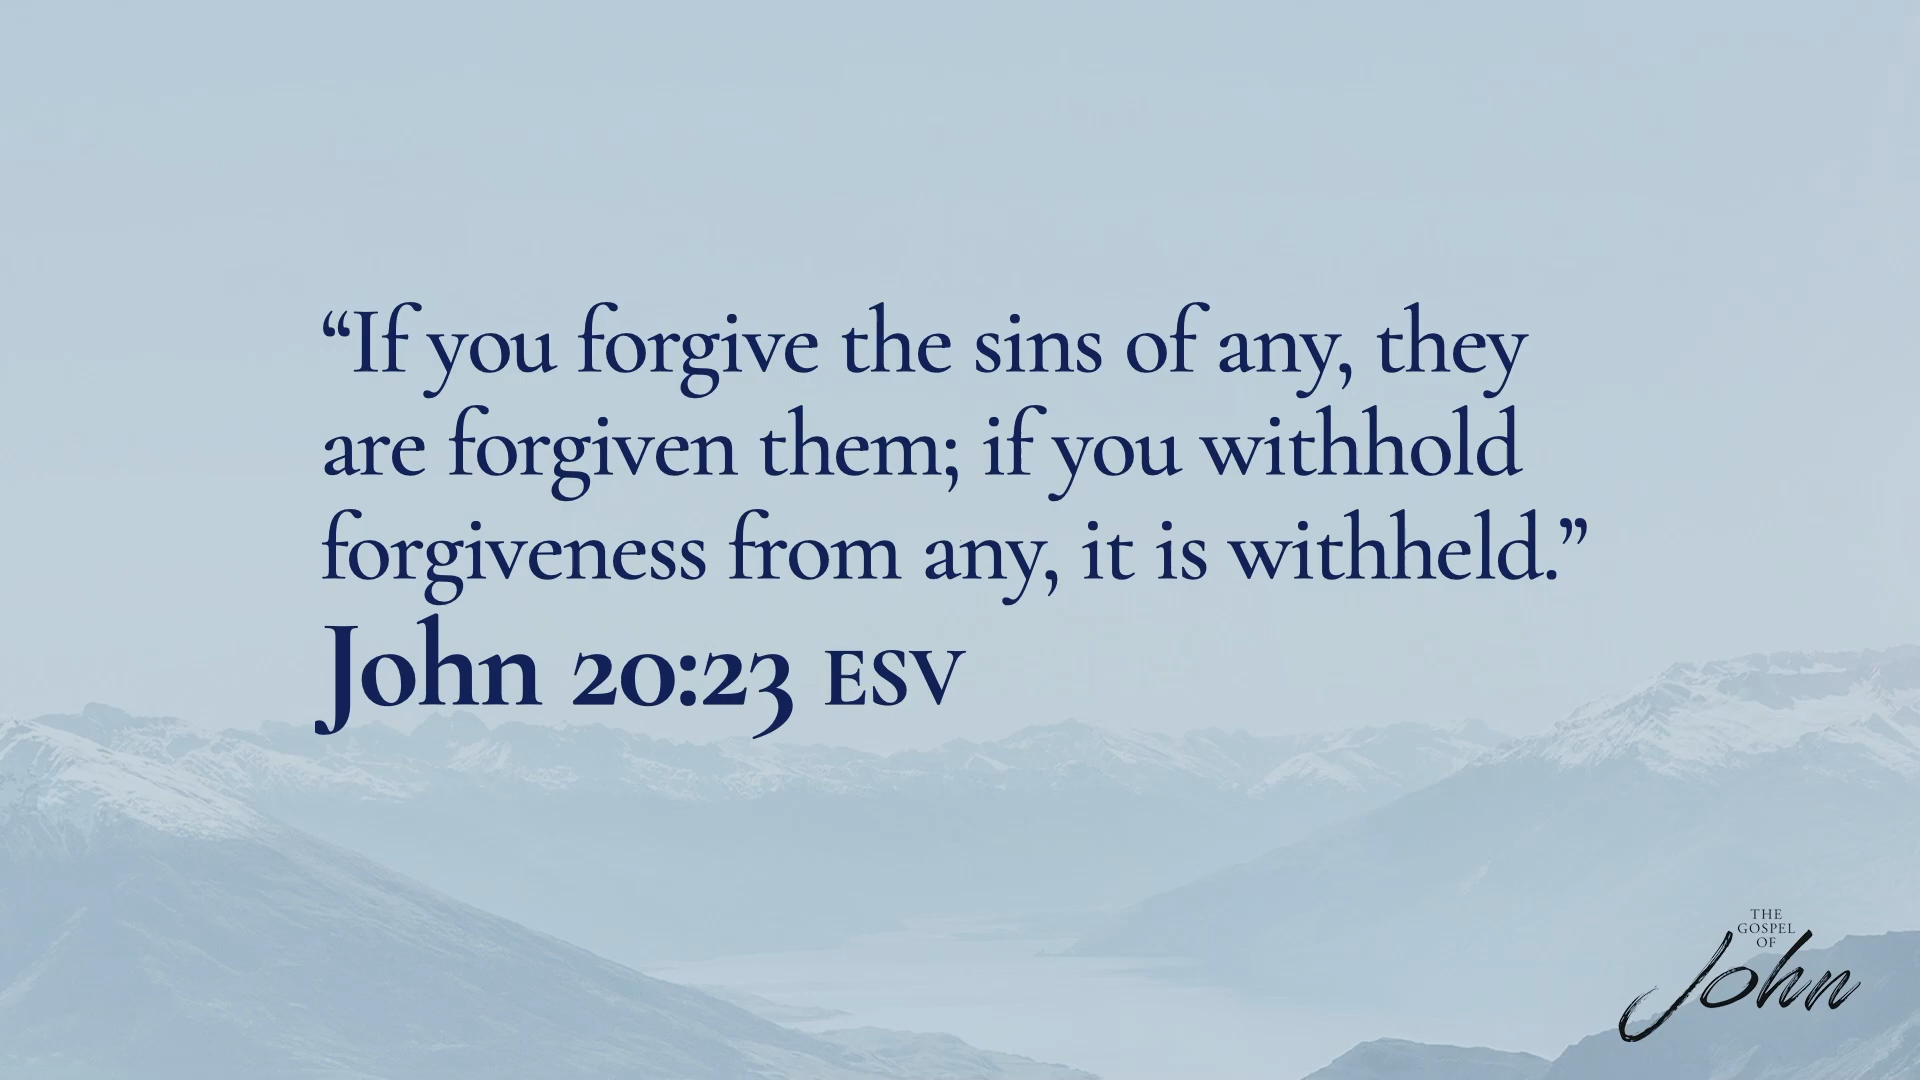 “If you forgive the sins of any, they
are forgiven them; if you withhold
forgiveness from any, it is withheld.”
John 20:23 ESV
THE
GOSPEL
OF
John